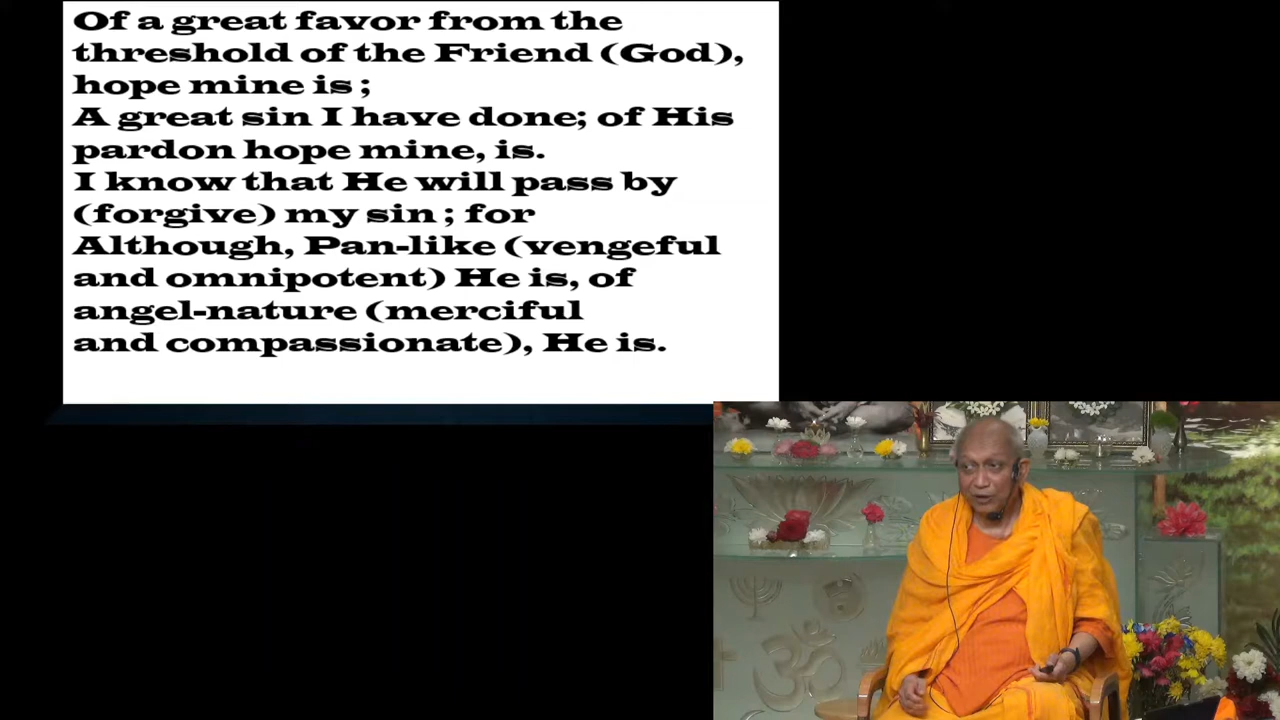 Of a great favor from the
threshold of the Friend (God),
hope mine is ;
A great sin I have done; of His
pardon hope mine, is.
I know that He will pass by
(forgive) my sin ; for
Although, Pan-like (vengeful
and omnipotent) He is, of
angel-nature (merciful
and compassionate), He is.